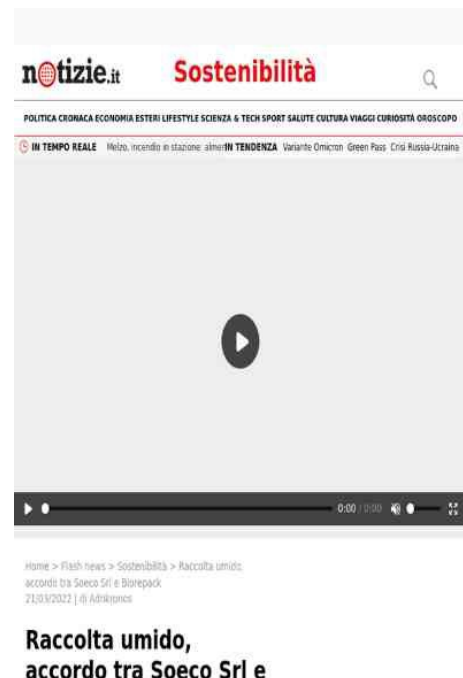 notizie.it Sostenibilità
POLITICA CRONACA ECONOMIA ESTERI LIFESTYLE SCIENZA & TECH SPORT SALUTE CULTURA VIAGGI CURIOSITÀ OROSCOPO
IN TEMPO REALE Melzo, incendio in stazione: almer IN TENDENZA Variante Omicron Green Pass Crisi Russia-Ucraina
0:00 / 0:00
Home > Flash news > Sostenibilità > Raccolta umido,
accordo tra Soeco Srl e Biorepack
21/03/2022 | di Adnkronos
Raccolta umido,
accordo tra Soeco Srl e